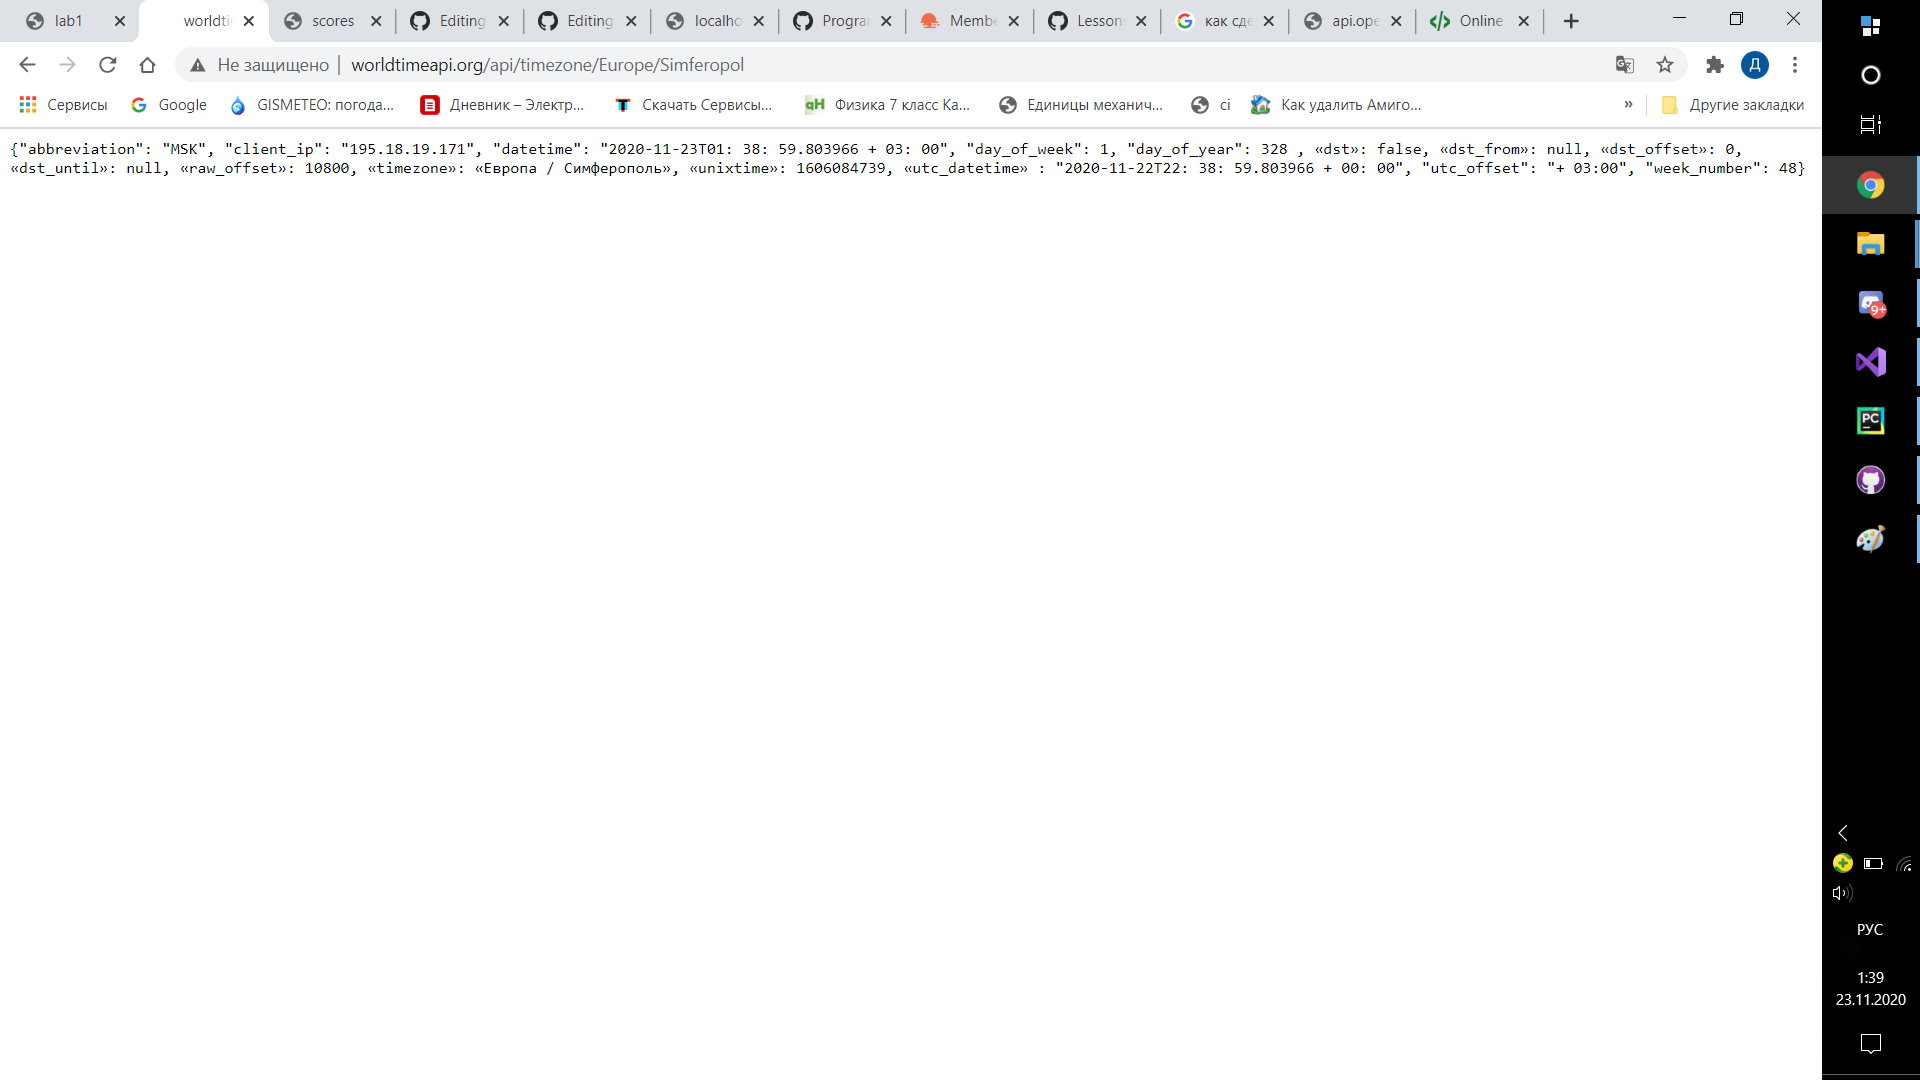 lab1
worldti
scores
Editing
Editing
localho
Program
Membe
Lessons
как сде
api.ope
Online
Не защищено
worldtimeapi.org/api/timezone/Europe/Simferopol
Д
Сервисы
Google
GISMETEO: погода...
Дневник – Электр...
Скачать Сервисы...
Физика 7 класс Ка...
Единицы механич...
ci
Как удалить Амиго...
»
Другие закладки
{"abbreviation": "MSK", "client_ip": "195.18.19.171", "datetime": "2020-11-23T01: 38: 59.803966 + 03: 00", "day_of_week": 1, "day_of_year": 328 , «dst»: false, «dst_from»: null, «dst_offset»: 0,
«dst_until»: null, «raw_offset»: 10800, «timezone»: «Европа / Симферополь», «unixtime»: 1606084739, «utc_datetime» : "2020-11-22T22: 38: 59.803966 + 00: 00", "utc_offset": "+ 03:00", "week_number": 48}
9+
PC
РУС
1:39
23.11.2020